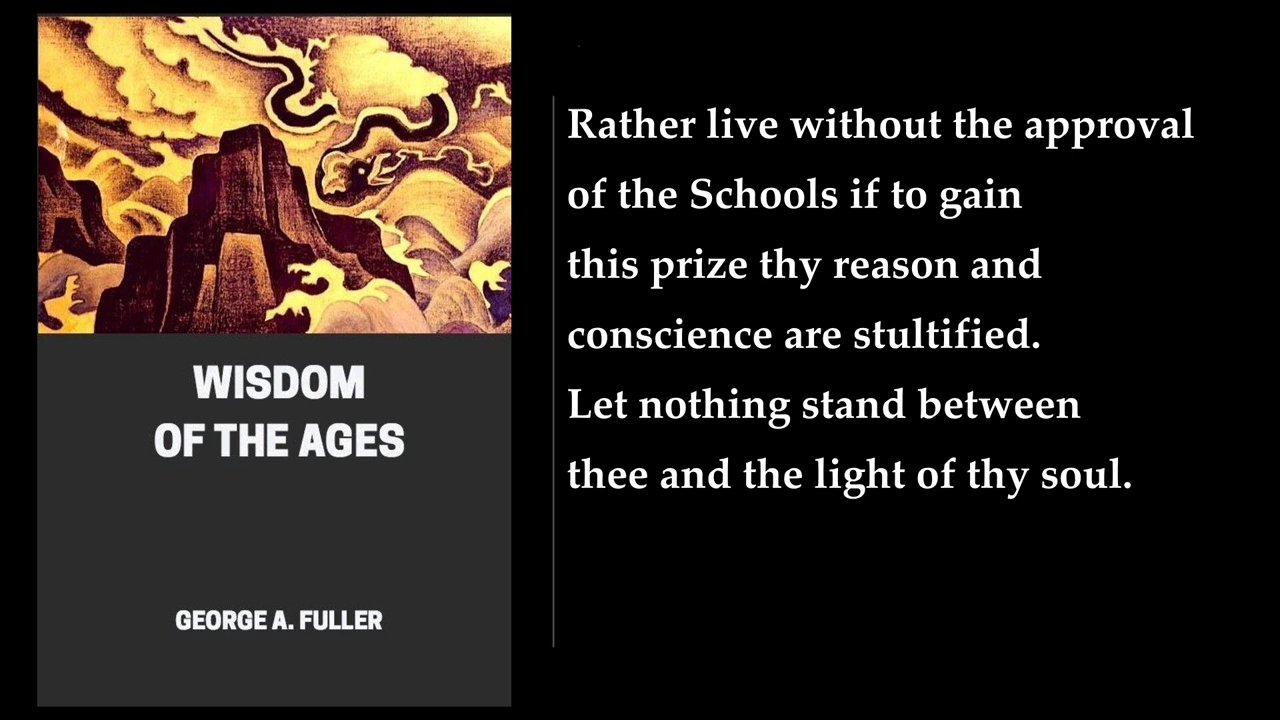 WISDOM
OF THE AGES
GEORGE A. FULLER
Rather live without the approval
of the Schools if to gain
this prize thy reason and
conscience are stultified.
Let nothing stand between
thee and the light of thy soul.